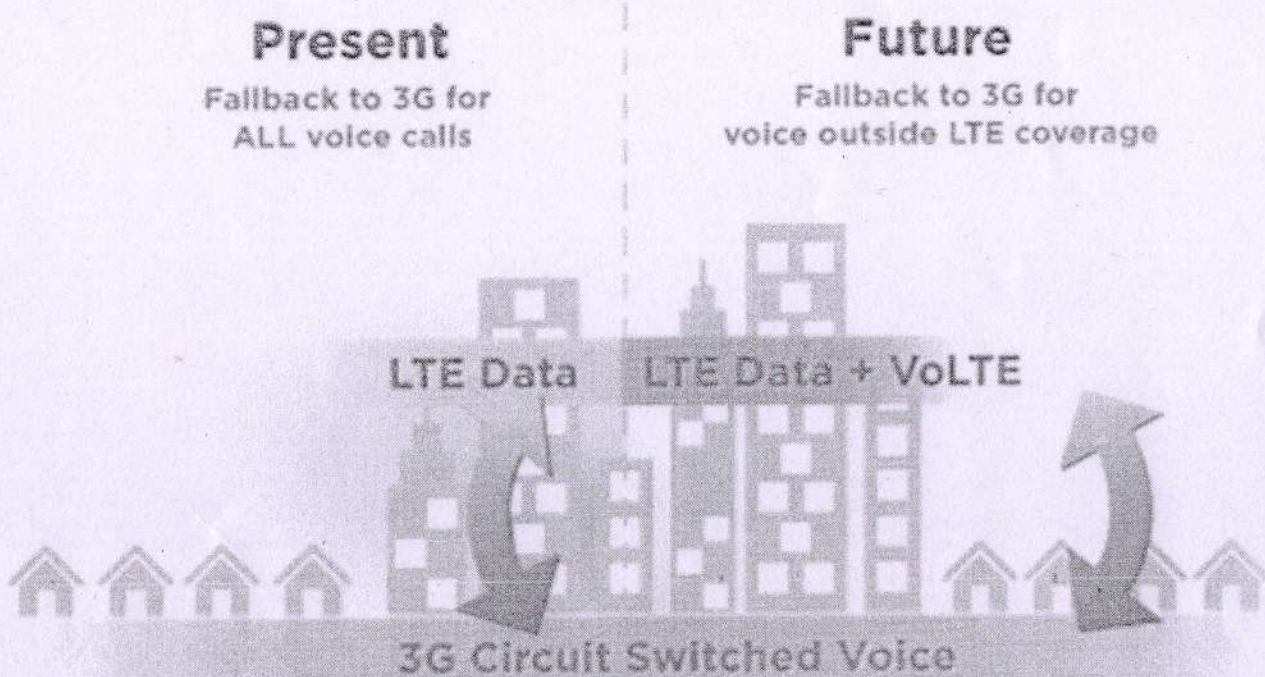 Present
Fallback to 3G for
ALL voice calls
Future
Fallback to 3G for
voice outside LTE coverage
LTE Data
LTE Data + VoLTE
3G Circuit Switched Voice